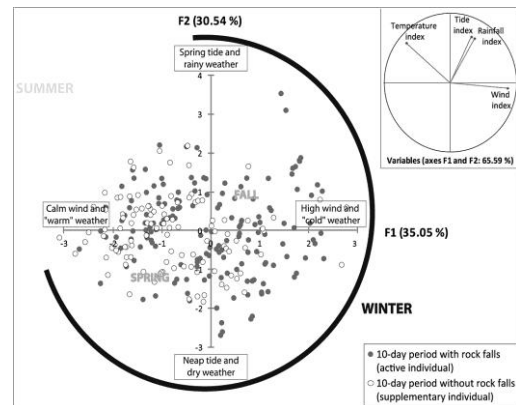 F2 (30.54 %)
Spring tide and
rainy weather
SUMMER
4
3
2
1
0
-1
-2
-3
FALL
Calm wind and
"warm" weather
High wind and
"cold" weather
-3
-2
-1
0
1
2
3
F1 (35.05 %)
SPRING
WINTER
Neap tide and
dry weather
Temperature
index
Tide
index
Rainfall
index
Wind
index
Variables (axes F1 and F2: 65.59 %)
10-day period with rock falls
(active individual)
10-day period without rock falls
(supplementary individual)